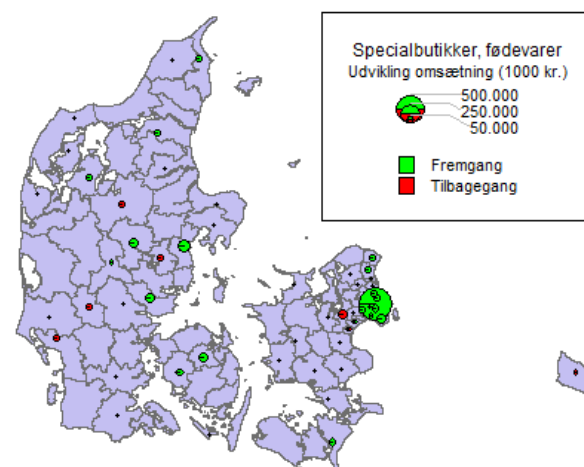 Specialbutikker, fødevarer
Udvikling omsætning (1000 kr.)
500.000
250.000
50.000
Fremgang
Tilbagegang